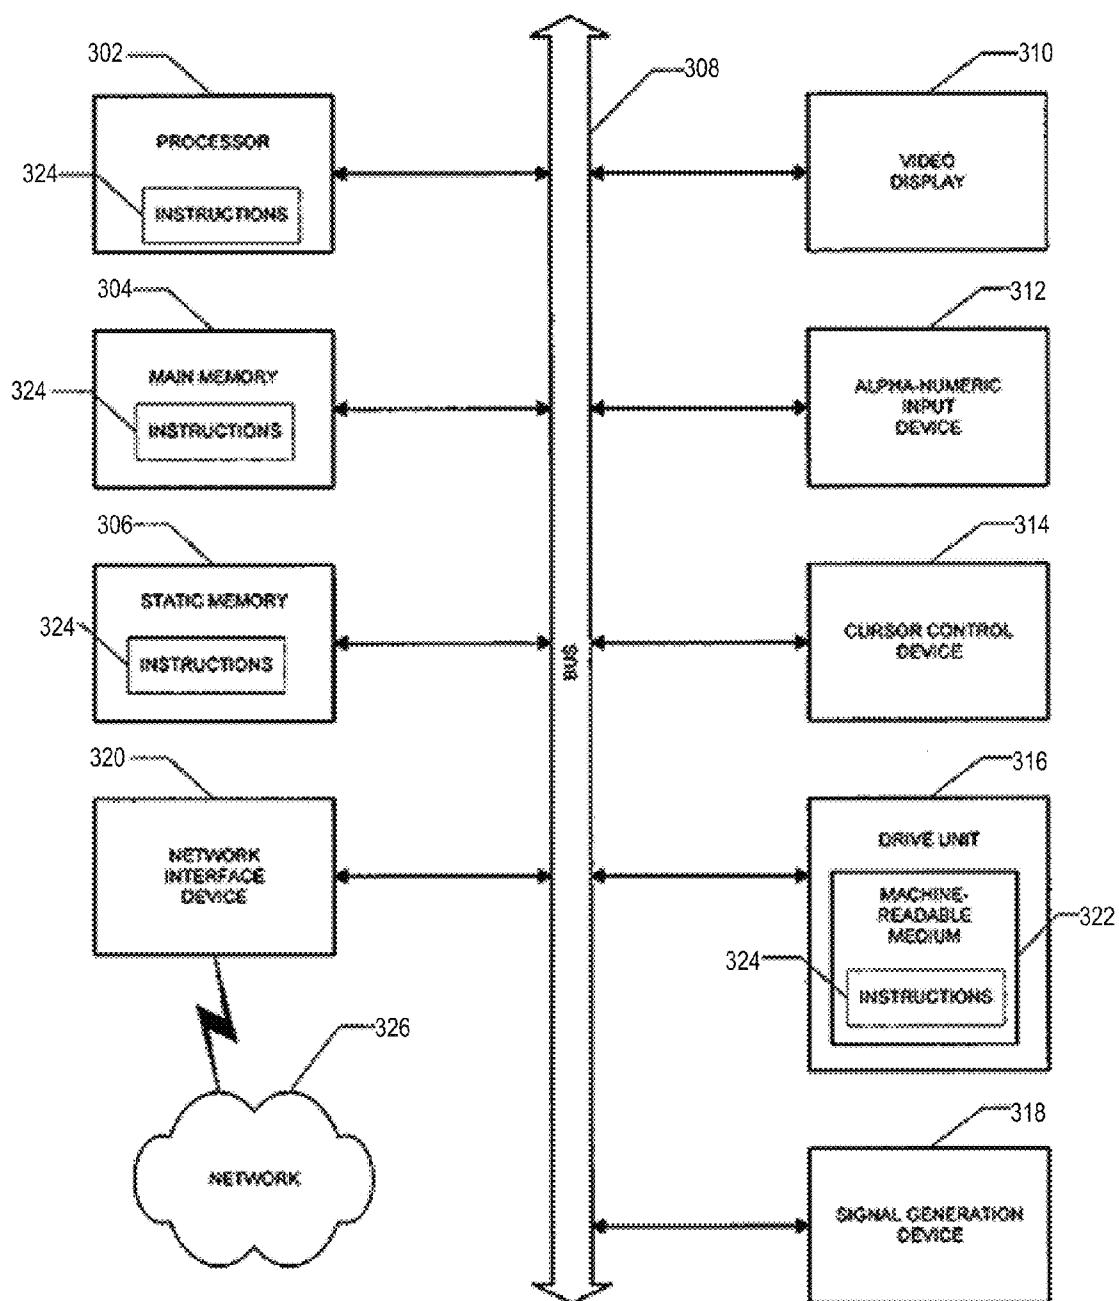 302
PROCESSOR
324
INSTRUCTIONS
304
MAIN MEMORY
324
INSTRUCTIONS
306
STATIC MEMORY
324
INSTRUCTIONS
320
NETWORK
INTERFACE
DEVICE
326
NETWORK
308
BUS
310
VIDEO
DISPLAY
312
ALPHA-NUMERIC
INPUT
DEVICE
314
CURSOR CONTROL
DEVICE
316
DRIVE UNIT
MACHINE-
READABLE
MEDIUM
322
324
INSTRUCTIONS
318
SIGNAL GENERATION
DEVICE